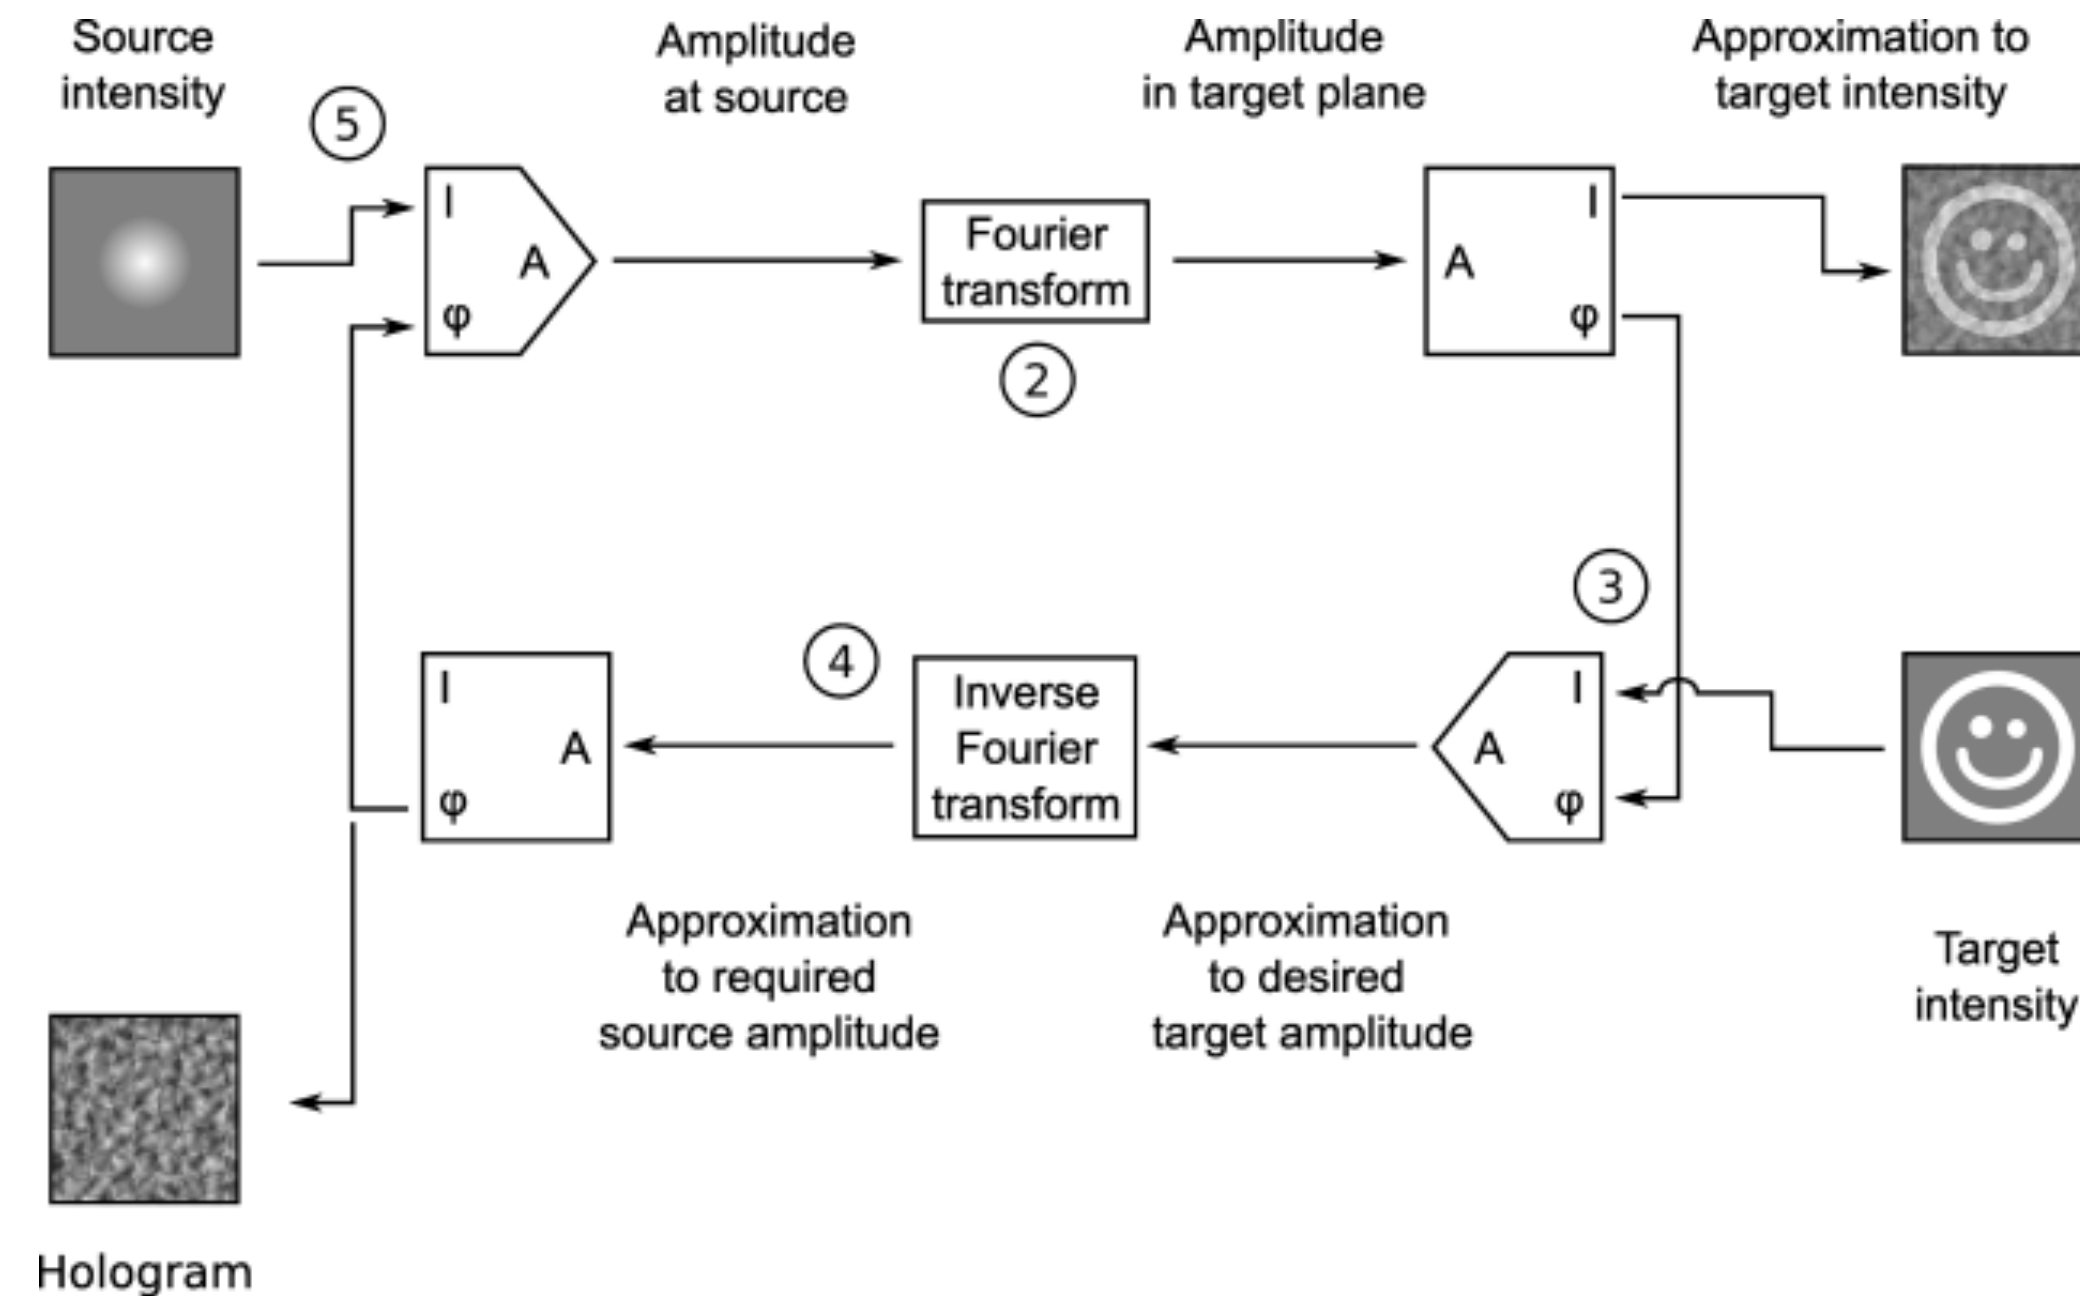 Source
intensity
5
Amplitude
at source
Amplitude
in target plane
Approximation to
target intensity
I
A
φ
Fourier
transform
2
I
A
φ
3
I
A
φ
4
Inverse
Fourier
transform
I
A
φ
Approximation
to required
source amplitude
Approximation
to desired
target amplitude
Target
intensity
Hologram